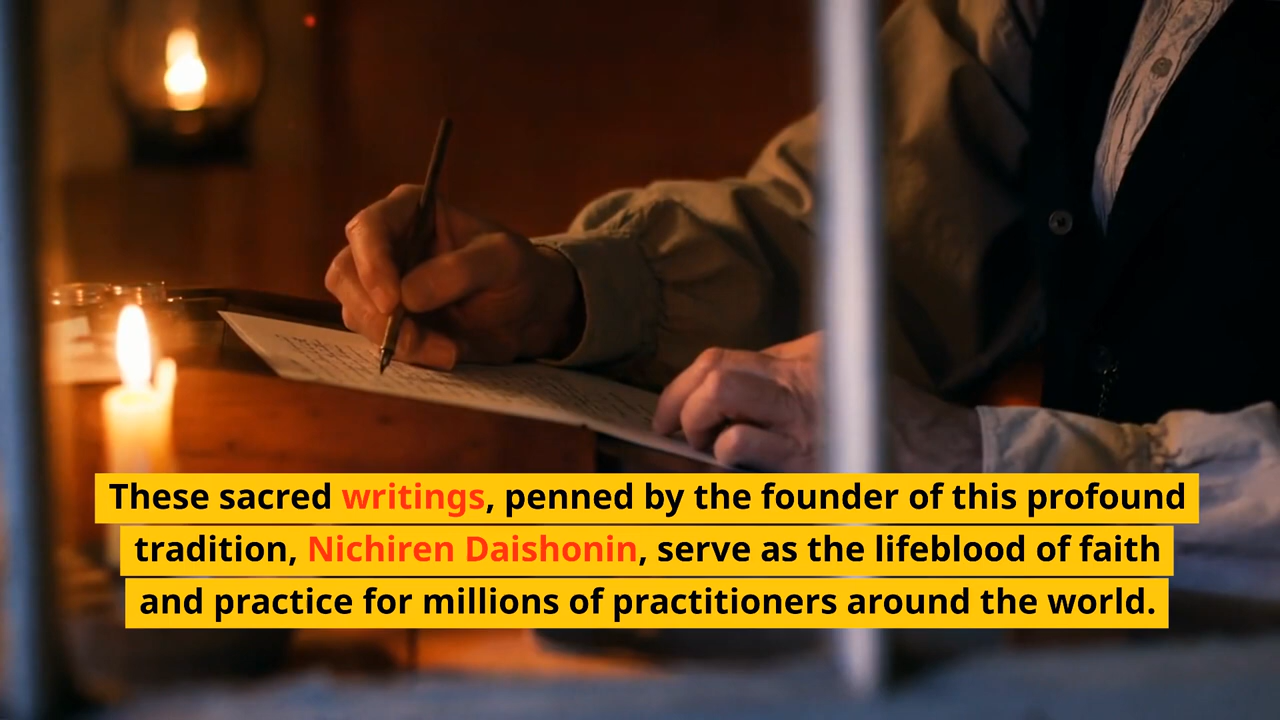 These sacred writings, penned by the founder of this profound
tradition, Nichiren Daishonin, serve as the lifeblood of faith
and practice for millions of practitioners around the world.